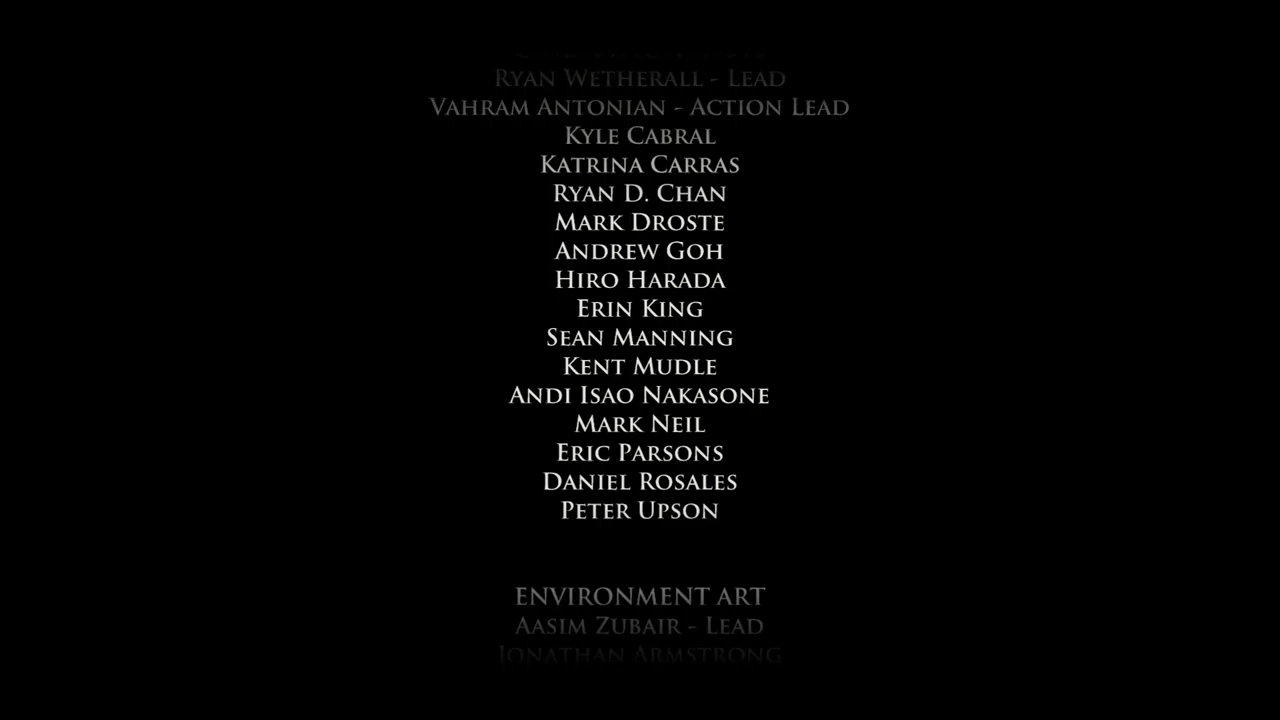 Ryan Wetherall - Lead
Vahram Antonian - Action Lead
Kyle Cabral
Katrina Carras
Ryan D. Chan
Mark Droste
Andrew Goh
Hiro Harada
Erin King
Sean Manning
Kent Mudle
Andi Isao Nakasone
Mark Neil
Eric Parsons
Daniel Rosales
Peter Upson
ENVIRONMENT ART
Aasim Zubair - Lead
Jonathan Armstrong